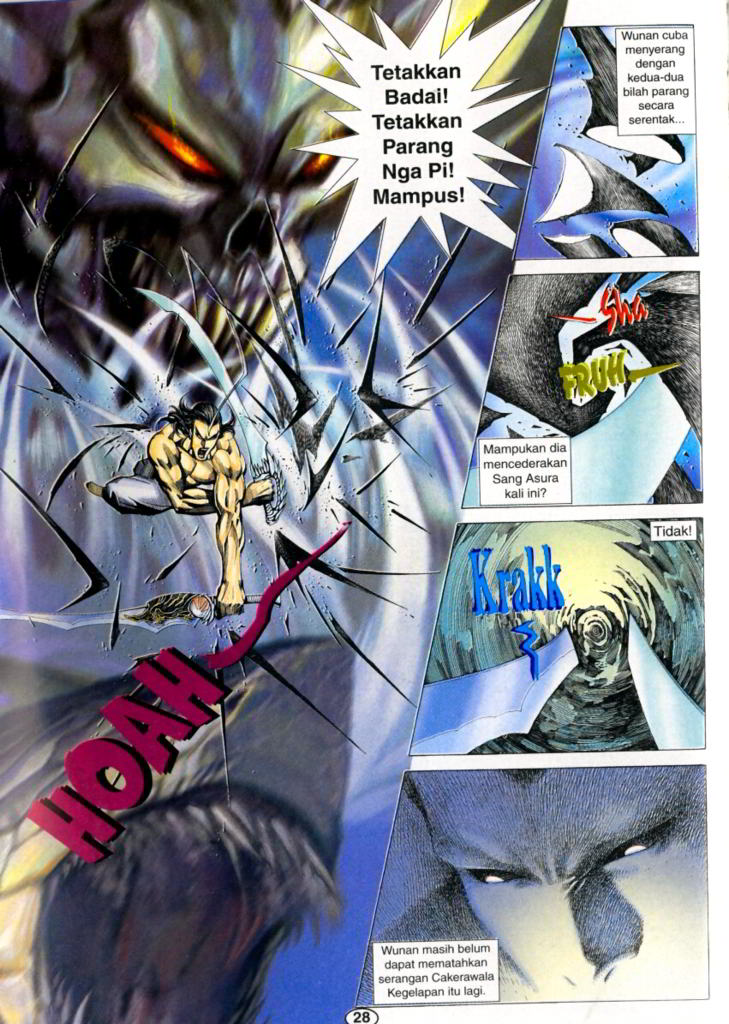 Tetakkan
Badai!
Tetakkan
Parang
Nga Pi!
Mampus!
HOAH
Wunan cuba
menyerang
dengan
kedua-dua
bilah parang
secara
serentak...
Sha
FRUH
Mampukan dia
mencederakan
Sang Asura
kali ini?
Tidak!
Krakk
Wunan masih belum
dapat mematahkan
serangan Cakerawala
Kegelapan itu lagi.
28